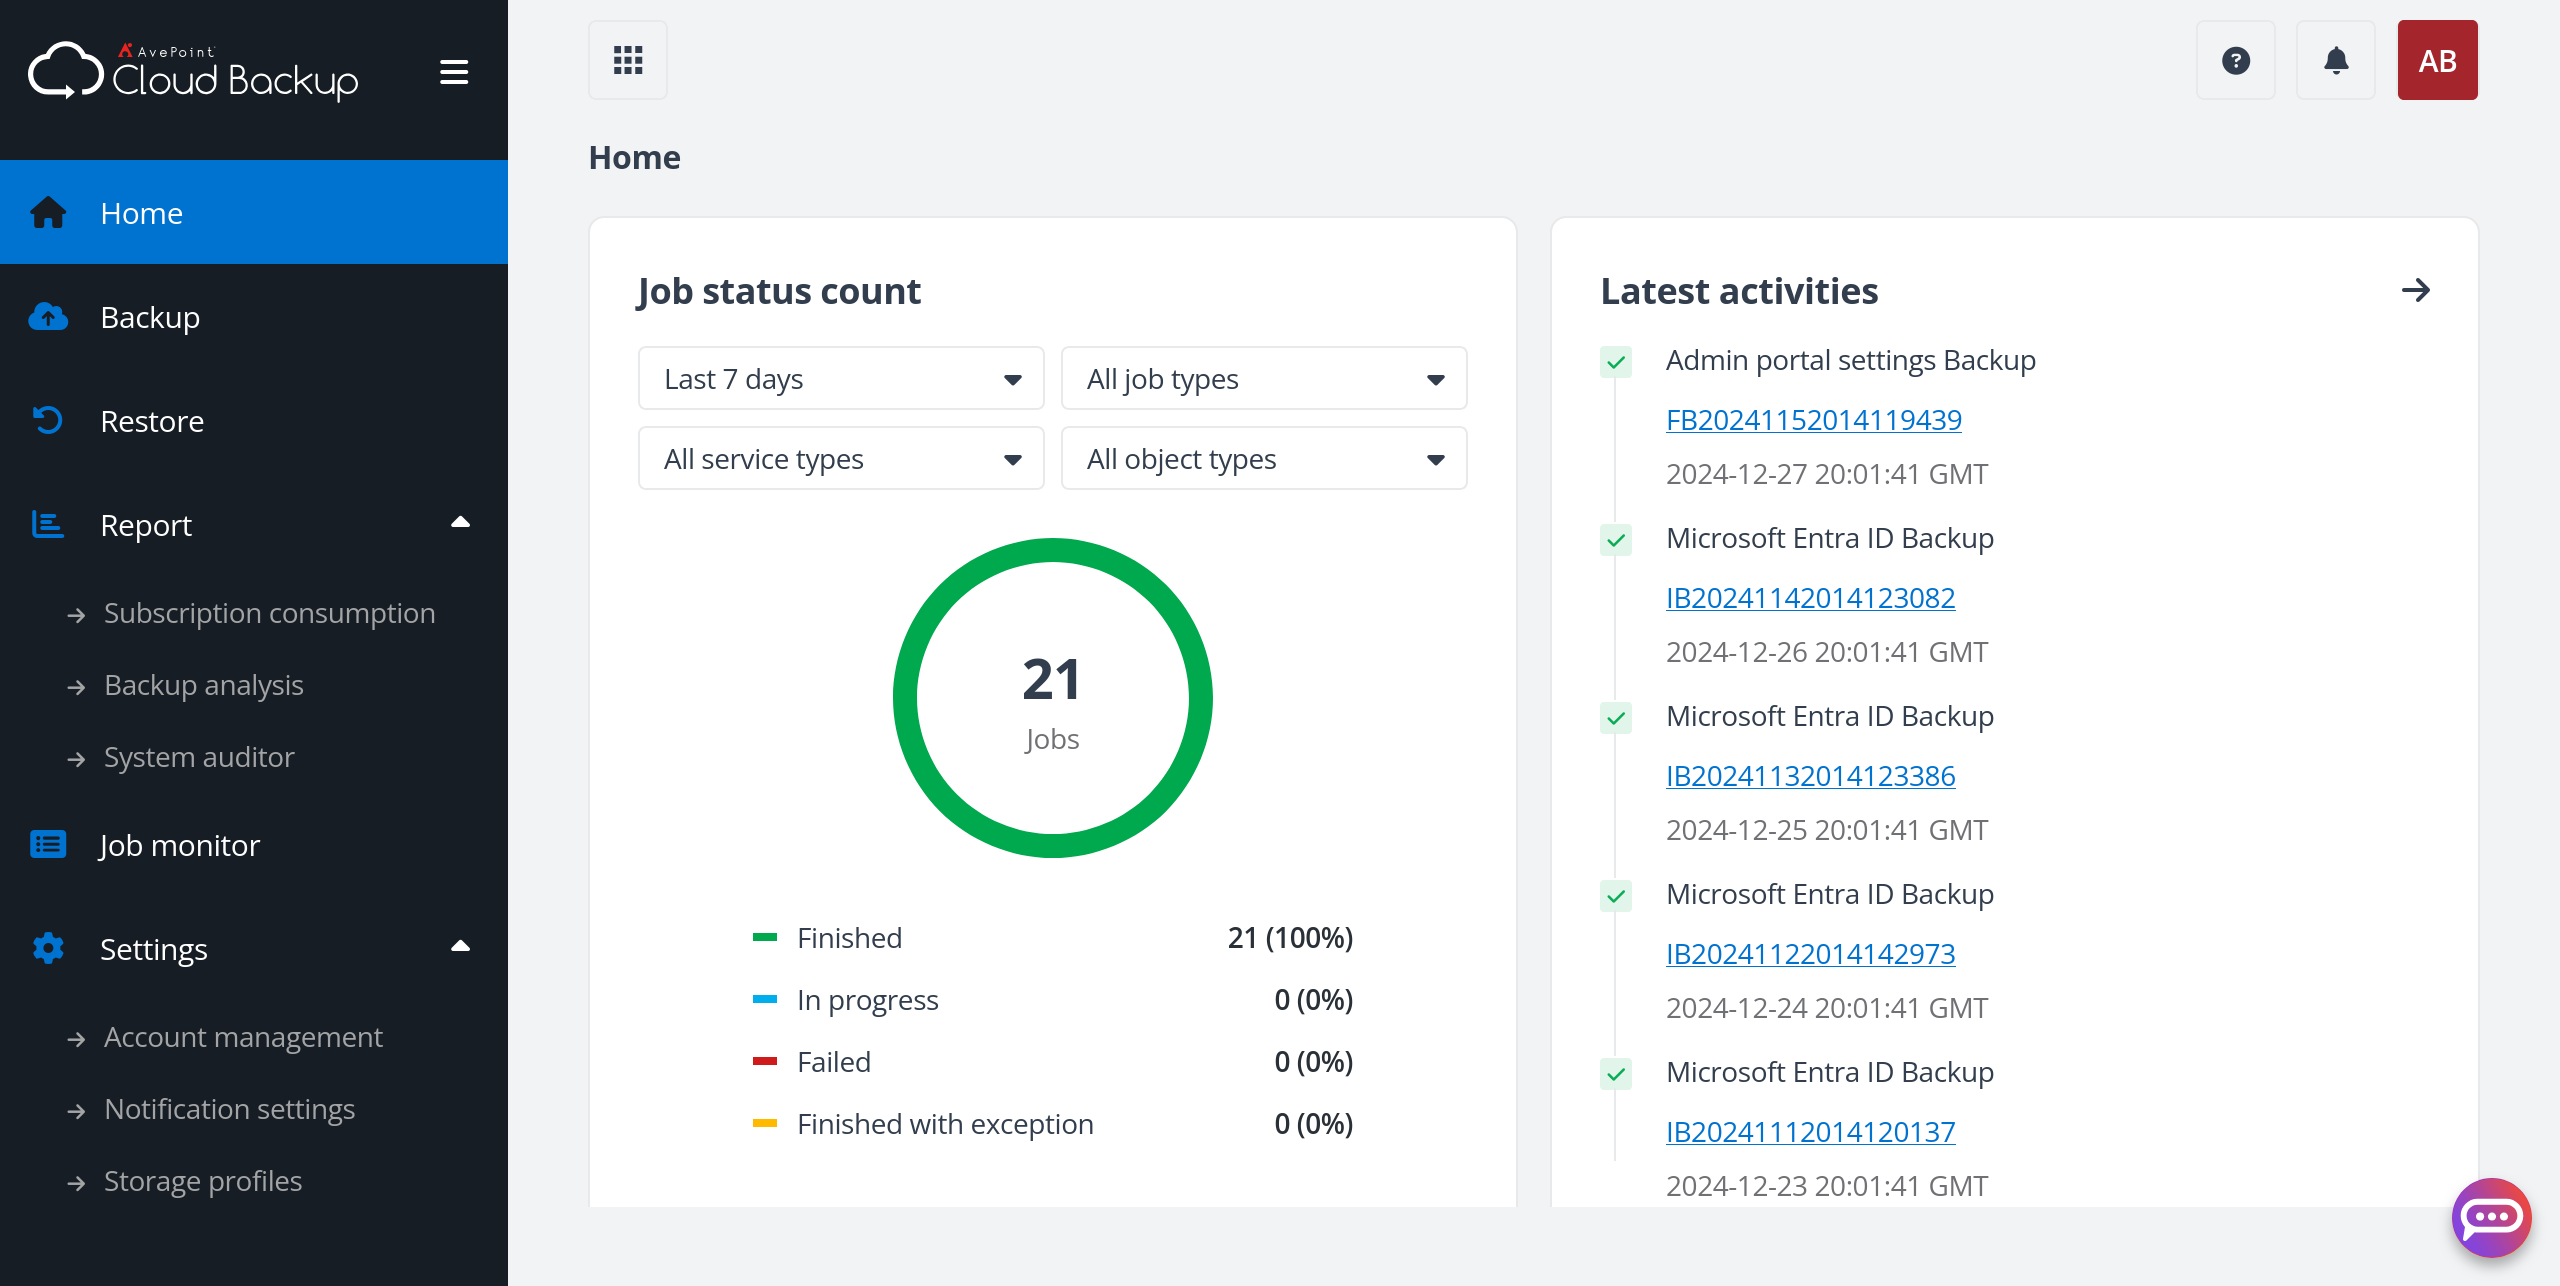 AvePoint
Cloud Backup
Home
Backup
Restore
Report
Subscription consumption
Backup analysis
System auditor
Job monitor
Settings
Account management
Notification settings
Storage profiles
?
AB
Home
Job status count
Last 7 days
All job types
All service types
All object types
21
Jobs
Finished 21 (100%)
In progress 0 (0%)
Failed 0 (0%)
Finished with exception 0 (0%)
Latest activities
Admin portal settings Backup
FB20241152014119439
2024-12-27 20:01:41 GMT
Microsoft Entra ID Backup
IB20241142014123082
2024-12-26 20:01:41 GMT
Microsoft Entra ID Backup
IB20241132014123386
2024-12-25 20:01:41 GMT
Microsoft Entra ID Backup
IB20241122014142973
2024-12-24 20:01:41 GMT
Microsoft Entra ID Backup
IB20241112014120137
2024-12-23 20:01:41 GMT